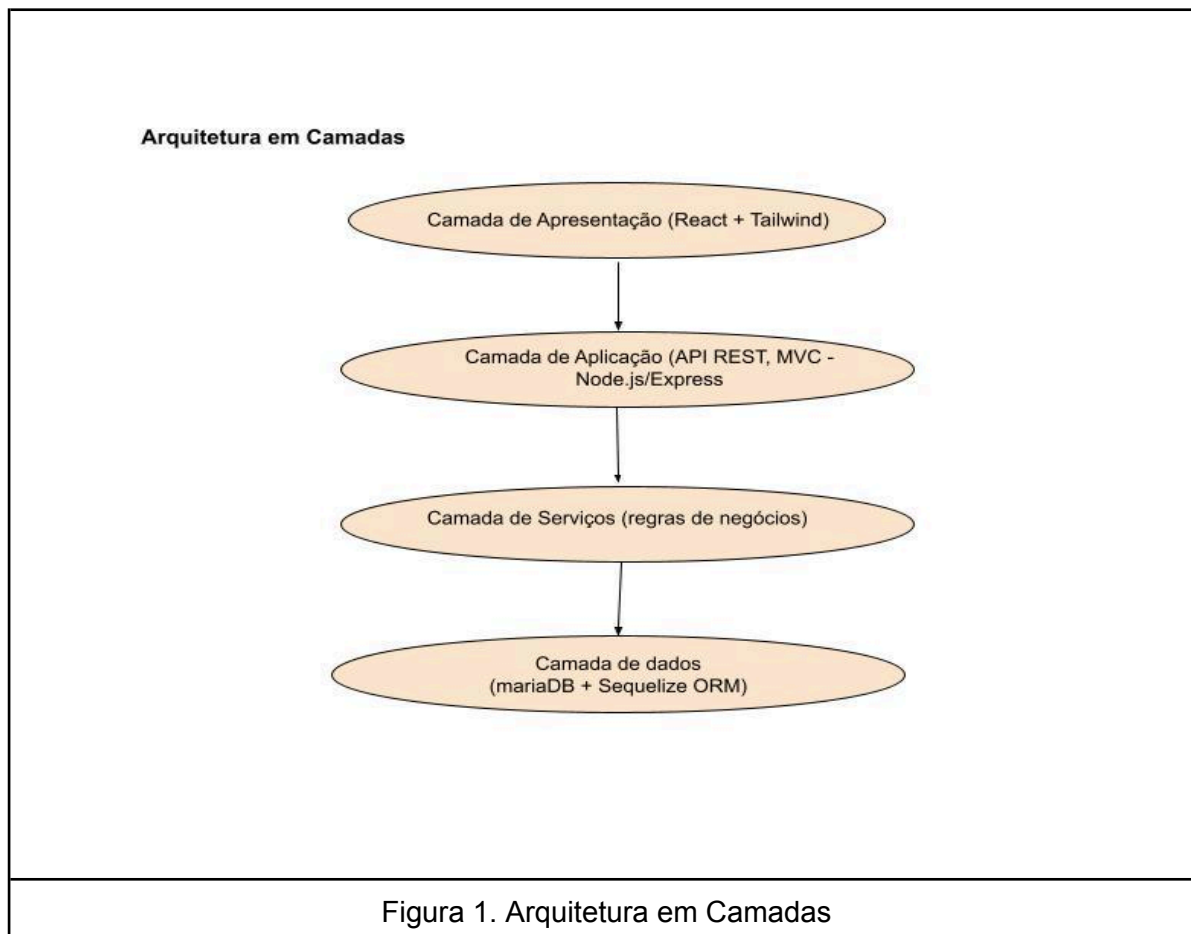 Arquitetura em Camadas
Camada de Apresentação (React + Tailwind)
Camada de Aplicação (API REST, MVC -
Node.js/Express
Camada de Serviços (regras de negócios)
Camada de dados
(mariaDB + Sequelize ORM)
Figura 1. Arquitetura em Camadas